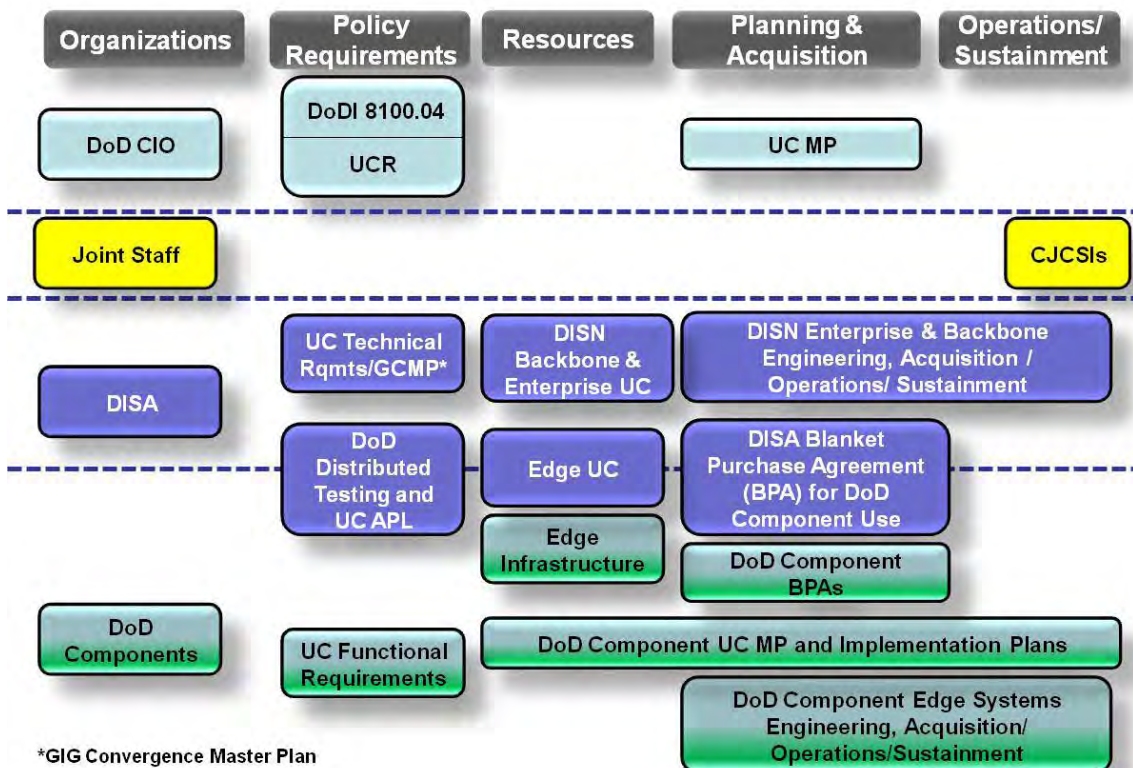 Organizations
Policy
Requirements
Resources
Planning &
Acquisition
Operations/
Sustainment
DoD CIO
DoDI 8100.04
UCR
UC MP
Joint Staff
CJCSIs
DISA
UC Technical
Rqmts/GCMP*
DISN
Backbone &
Enterprise UC
DISN Enterprise & Backbone
Engineering, Acquisition /
Operations/ Sustainment
DoD
Distributed
Testing and
UC APL
Edge UC
DISA Blanket
Purchase Agreement
(BPA) for DoD
Component Use
Edge
Infrastructure
DoD Component
BPAs
DoD
Components
UC Functional
Requirements
DoD Component UC MP and Implementation Plans
DoD Component Edge Systems
Engineering, Acquisition/
Operations/Sustainment
*GIG Convergence Master Plan